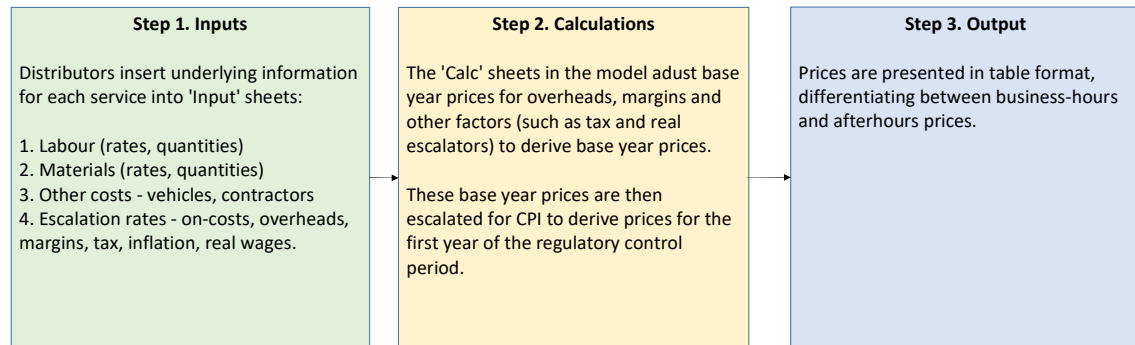 Step 1. Inputs
Distributors insert underlying information
for each service into 'Input' sheets:
1. Labour (rates, quantities)
2. Materials (rates, quantities)
3. Other costs - vehicles, contractors
4. Escalation rates - on-costs, overheads,
margins, tax, inflation, real wages.
Step 2. Calculations
The 'Calc' sheets in the model adust base
year prices for overheads, margins and
other factors (such as tax and real
escalators) to derive base year prices.
These base year prices are then
escalated for CPI to derive prices for the
first year of the regulatory control
period.
Step 3. Output
Prices are presented in table format,
differentiating between business-hours
and afterhours prices.